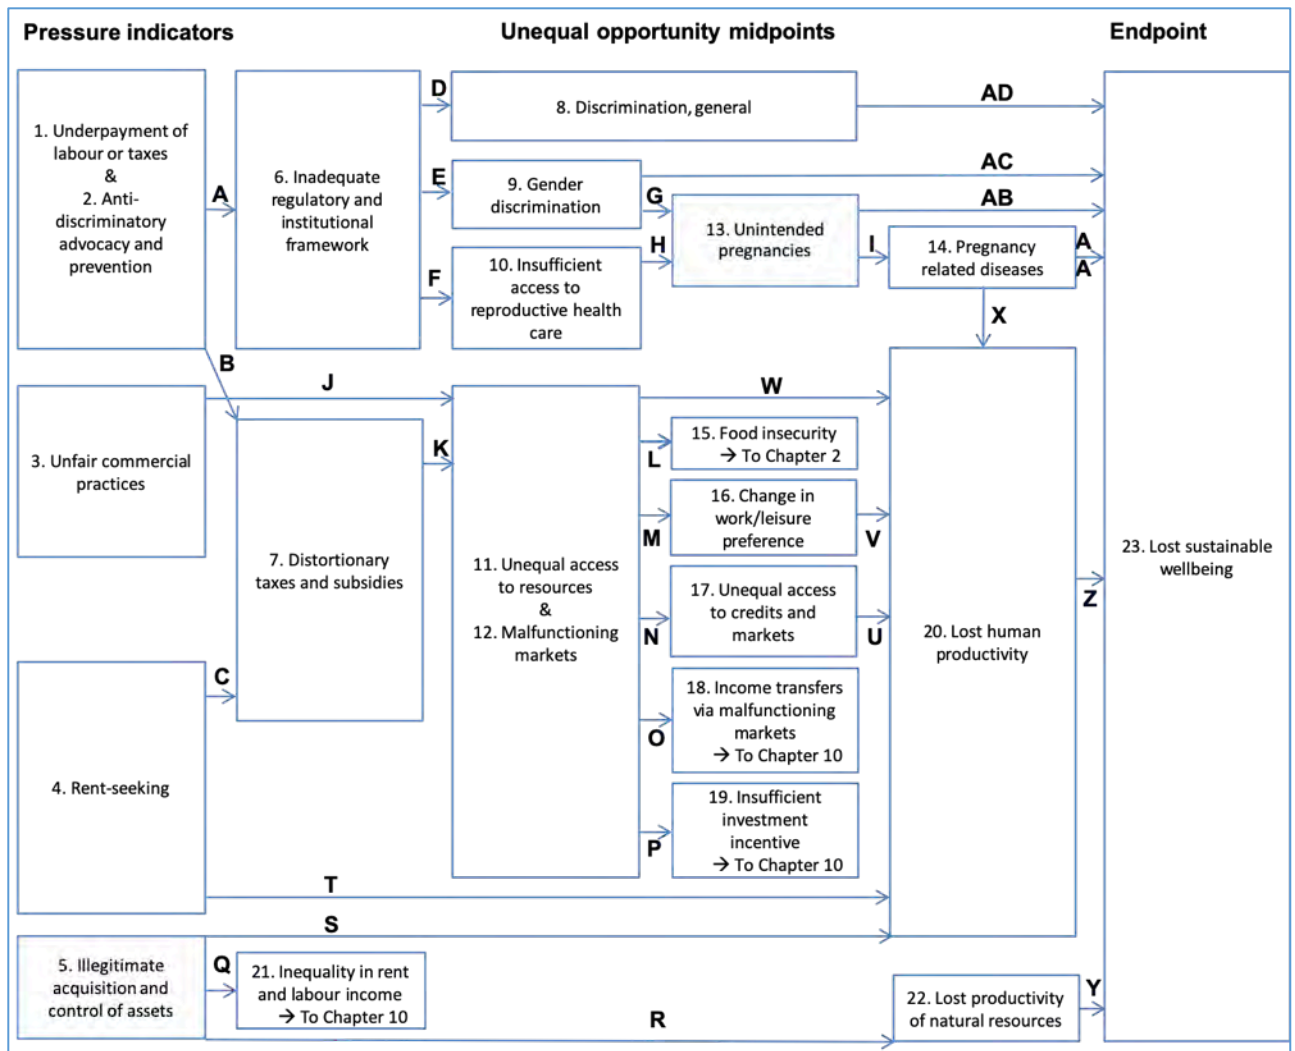 Pressure indicators
Unequal opportunity midpoints
Endpoint
1. Underpayment of
labour or taxes
&
2. Anti-
discriminatory
advocacy and
prevention
A
6. Inadequate
regulatory and
institutional
framework
D
8. Discrimination, general
AD
E
9. Gender
discrimination
AC
G
AB
13. Unintended
pregnancies
H
F
10. Insufficient
access to
reproductive health
care
I
14. Pregnancy
related diseases
A
A
X
B
J
W
3. Unfair commercial
practices
7. Distortionary
taxes and subsidies
K
11. Unequal access
to resources
&
12. Malfunctioning
markets
L
15. Food insecurity
→ To Chapter 2
M
16. Change in
work/leisure
preference
V
N
17. Unequal access
to credits and
markets
U
O
18. Income transfers
via malfunctioning
markets
→ To Chapter 10
P
19. Insufficient
investment
incentive
→ To Chapter 10
20. Lost human
productivity
Z
23. Lost sustainable
wellbeing
C
4. Rent-seeking
T
S
5. Illegitimate
acquisition and
control of assets
Q
21. Inequality in rent
and labour income
→ To Chapter 10
R
22. Lost productivity
of natural resources
Y